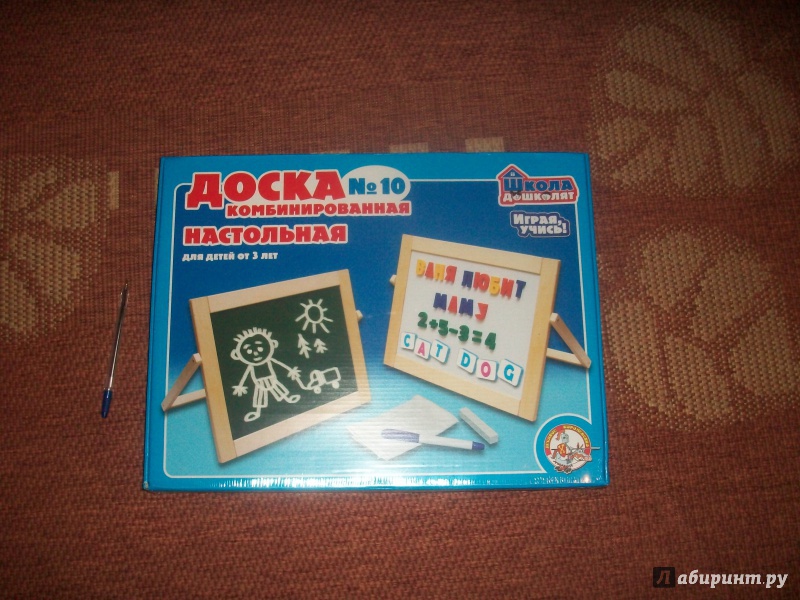 ДОСКА №10
КОМБИНИРОВАННАЯ
НАСТОЛЬНАЯ
ДЛЯ ДЕТЕЙ ОТ 3 ЛЕТ
ШКОЛА
ДОШКОЛЯТ
ИГРАЯ,
УЧИСЬ!
ВАНЯ ЛЮБИТ
МАМУ
2+5-3=4
CAT DOG
Лабиринт.ру